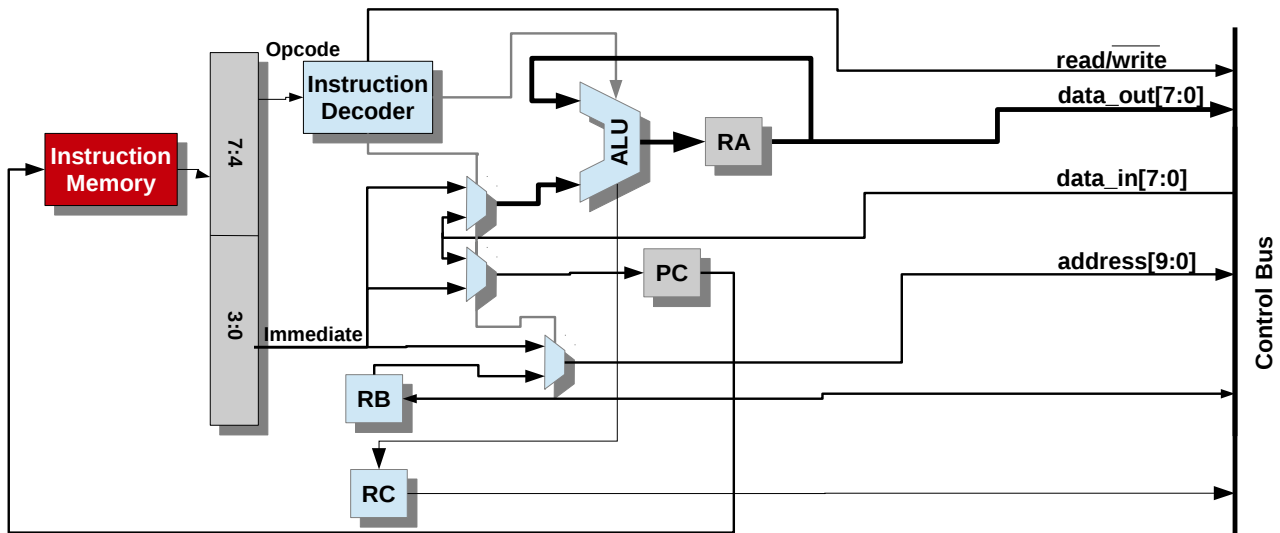 Opcode
Instruction
Decoder
read/write
data_out[7:0]
7:4
ALU
RA
Instruction
Memory
data_in[7:0]
PC
address[9:0]
Control Bus
3:0
Immediate
RB
RC